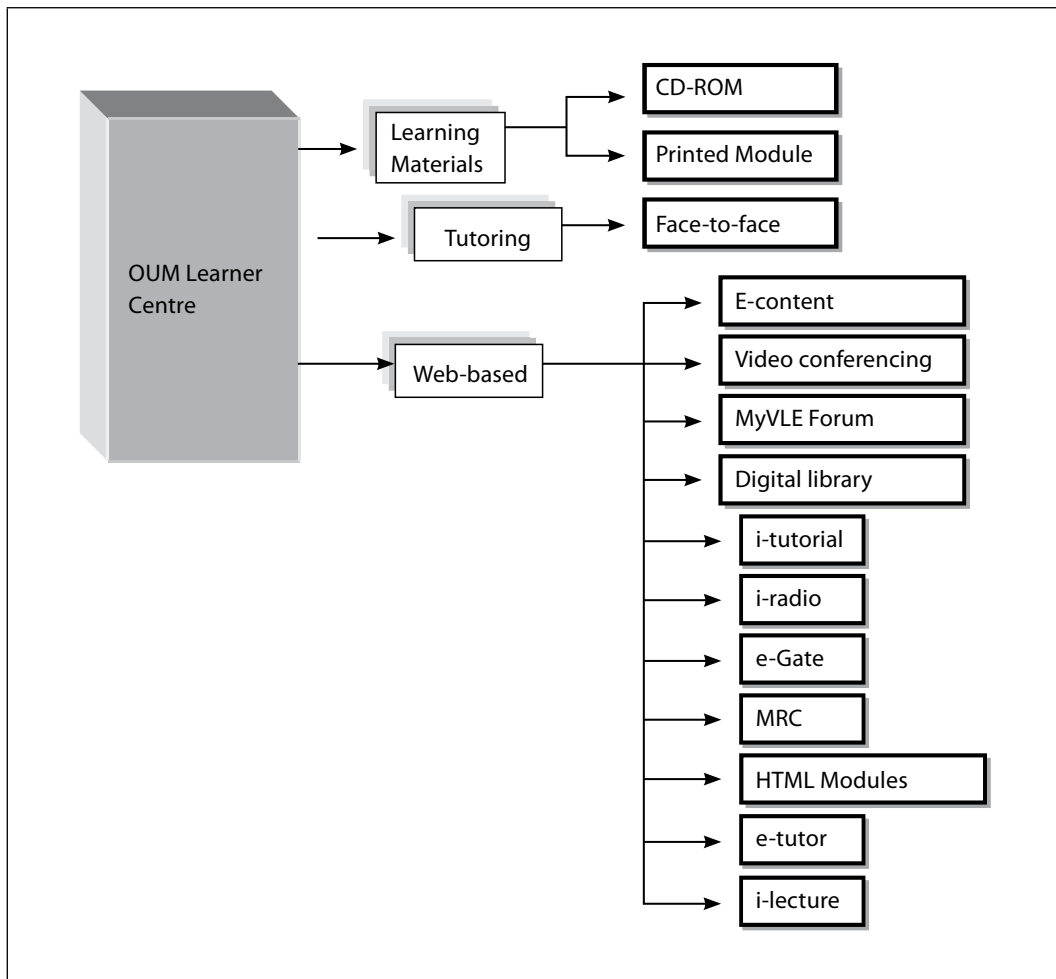 OUM Learner
Centre
Learning
Materials
CD-ROM
Printed Module
Tutoring
Face-to-face
Web-based
E-content
Video conferencing
MyVLE Forum
Digital library
i-tutorial
i-radio
e-Gate
MRC
HTML Modules
e-tutor
i-lecture